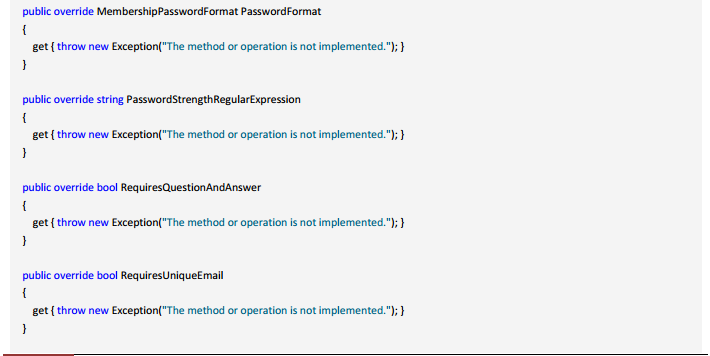 public override MembershipPasswordFormat PasswordFormat
{
get { throw new Exception("The method or operation is not implemented."); }
}
public override string PasswordStrengthRegularExpression
{
get { throw new Exception("The method or operation is not implemented."); }
}
public override bool RequiresQuestionAndAnswer
{
get { throw new Exception("The method or operation is not implemented."); }
}
public override bool RequiresUniqueEmail
{
get { throw new Exception("The method or operation is not implemented."); }
}